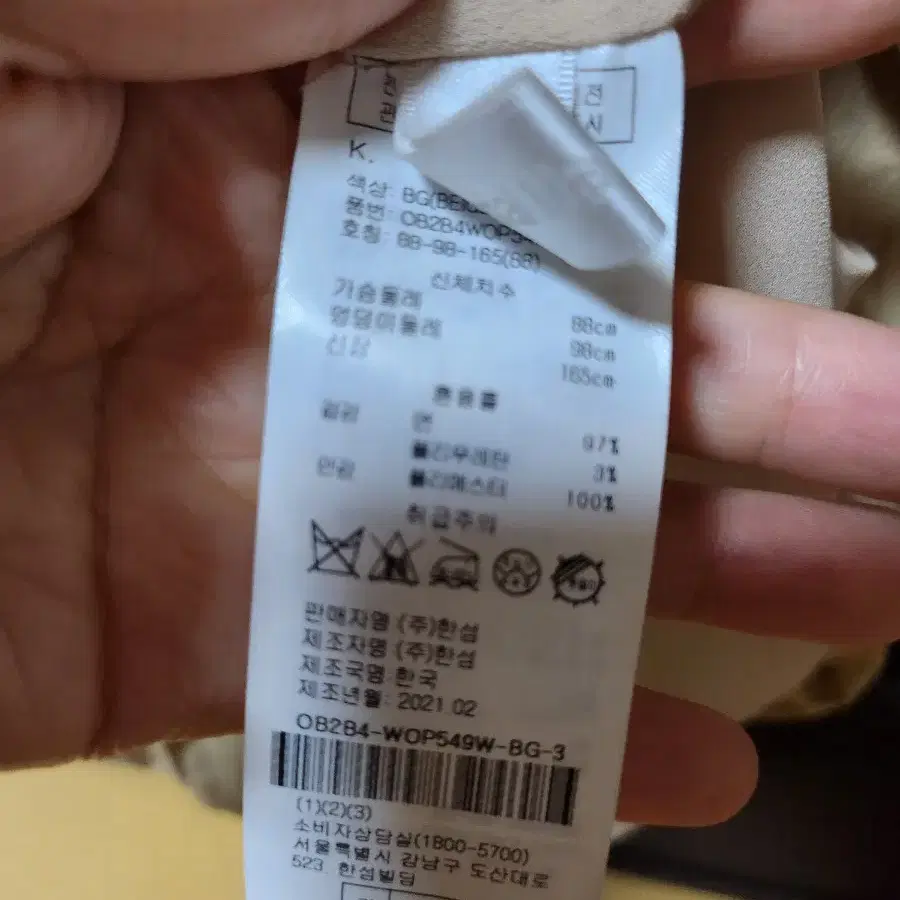 전
시
K.
색상: BG(BEIGE
품번: OB2B4WOP54
호칭: 88-98-165(88)
신체치수
가슴둘레 88cm
엉덩이둘레 98cm
신장 165cm
혼용률
겉감 면 97%
폴리우레탄 3%
안감 폴리에스터 100%
취급주의
판매자명 (주)한섬
제조자명 (주)한섬
제조국명 한국
제조년월: 2021.02
OB2B4-WOP549W-BG-3
(1)(2)(3)
소비자상담실(1800-5700)
서울특별시 강남구 도산대로
523, 한섬빌딩